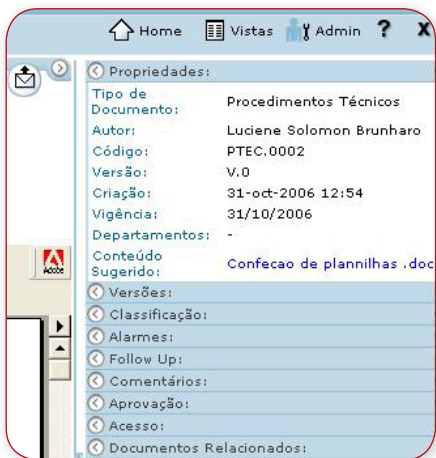 Home Vistas Admin ? X
Propriedades:
Tipo de Documento: Procedimentos Técnicos
Autor: Luciene Solomon Brunharo
Código: PTEC.0002
Versão: V.0
Criação: 31-oct-2006 12:54
Vigência: 31/10/2006
Departamentos: -
Conteúdo Sugerido: Confecao de plannilhas .doc
Adobe
Versões:
Classificação:
Alarmes:
Follow Up:
Comentários:
Aprovação:
Acesso:
Documentos Relacionados: